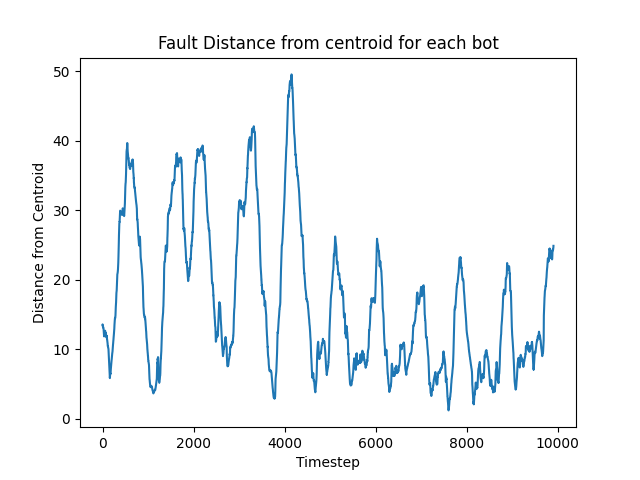 Fault Distance from centroid for each bot
50
40
30
20
10
0
Distance from Centroid
0 2000 4000 6000 8000 10000
Timestep